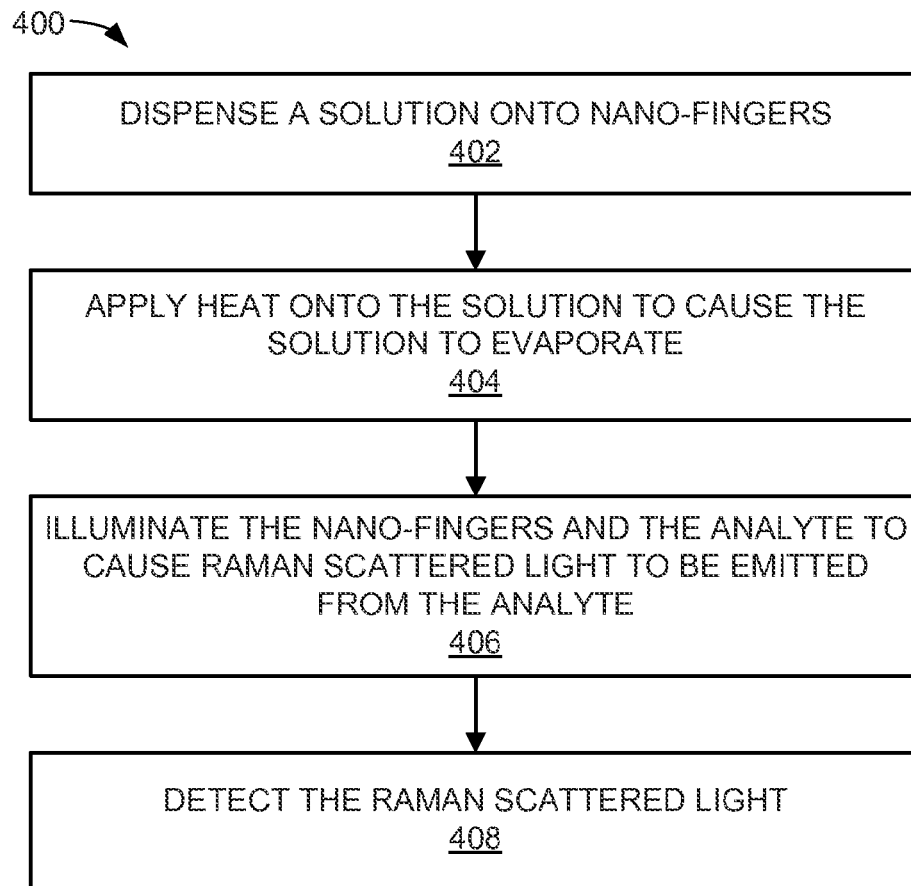 400
DISPENSE A SOLUTION ONTO NANO-FINGERS
402
APPLY HEAT ONTO THE SOLUTION TO CAUSE THE
SOLUTION TO EVAPORATE
404
ILLUMINATE THE NANO-FINGERS AND THE ANALYTE TO
CAUSE RAMAN SCATTERED LIGHT TO BE EMITTED
FROM THE ANALYTE
406
DETECT THE RAMAN SCATTERED LIGHT
408